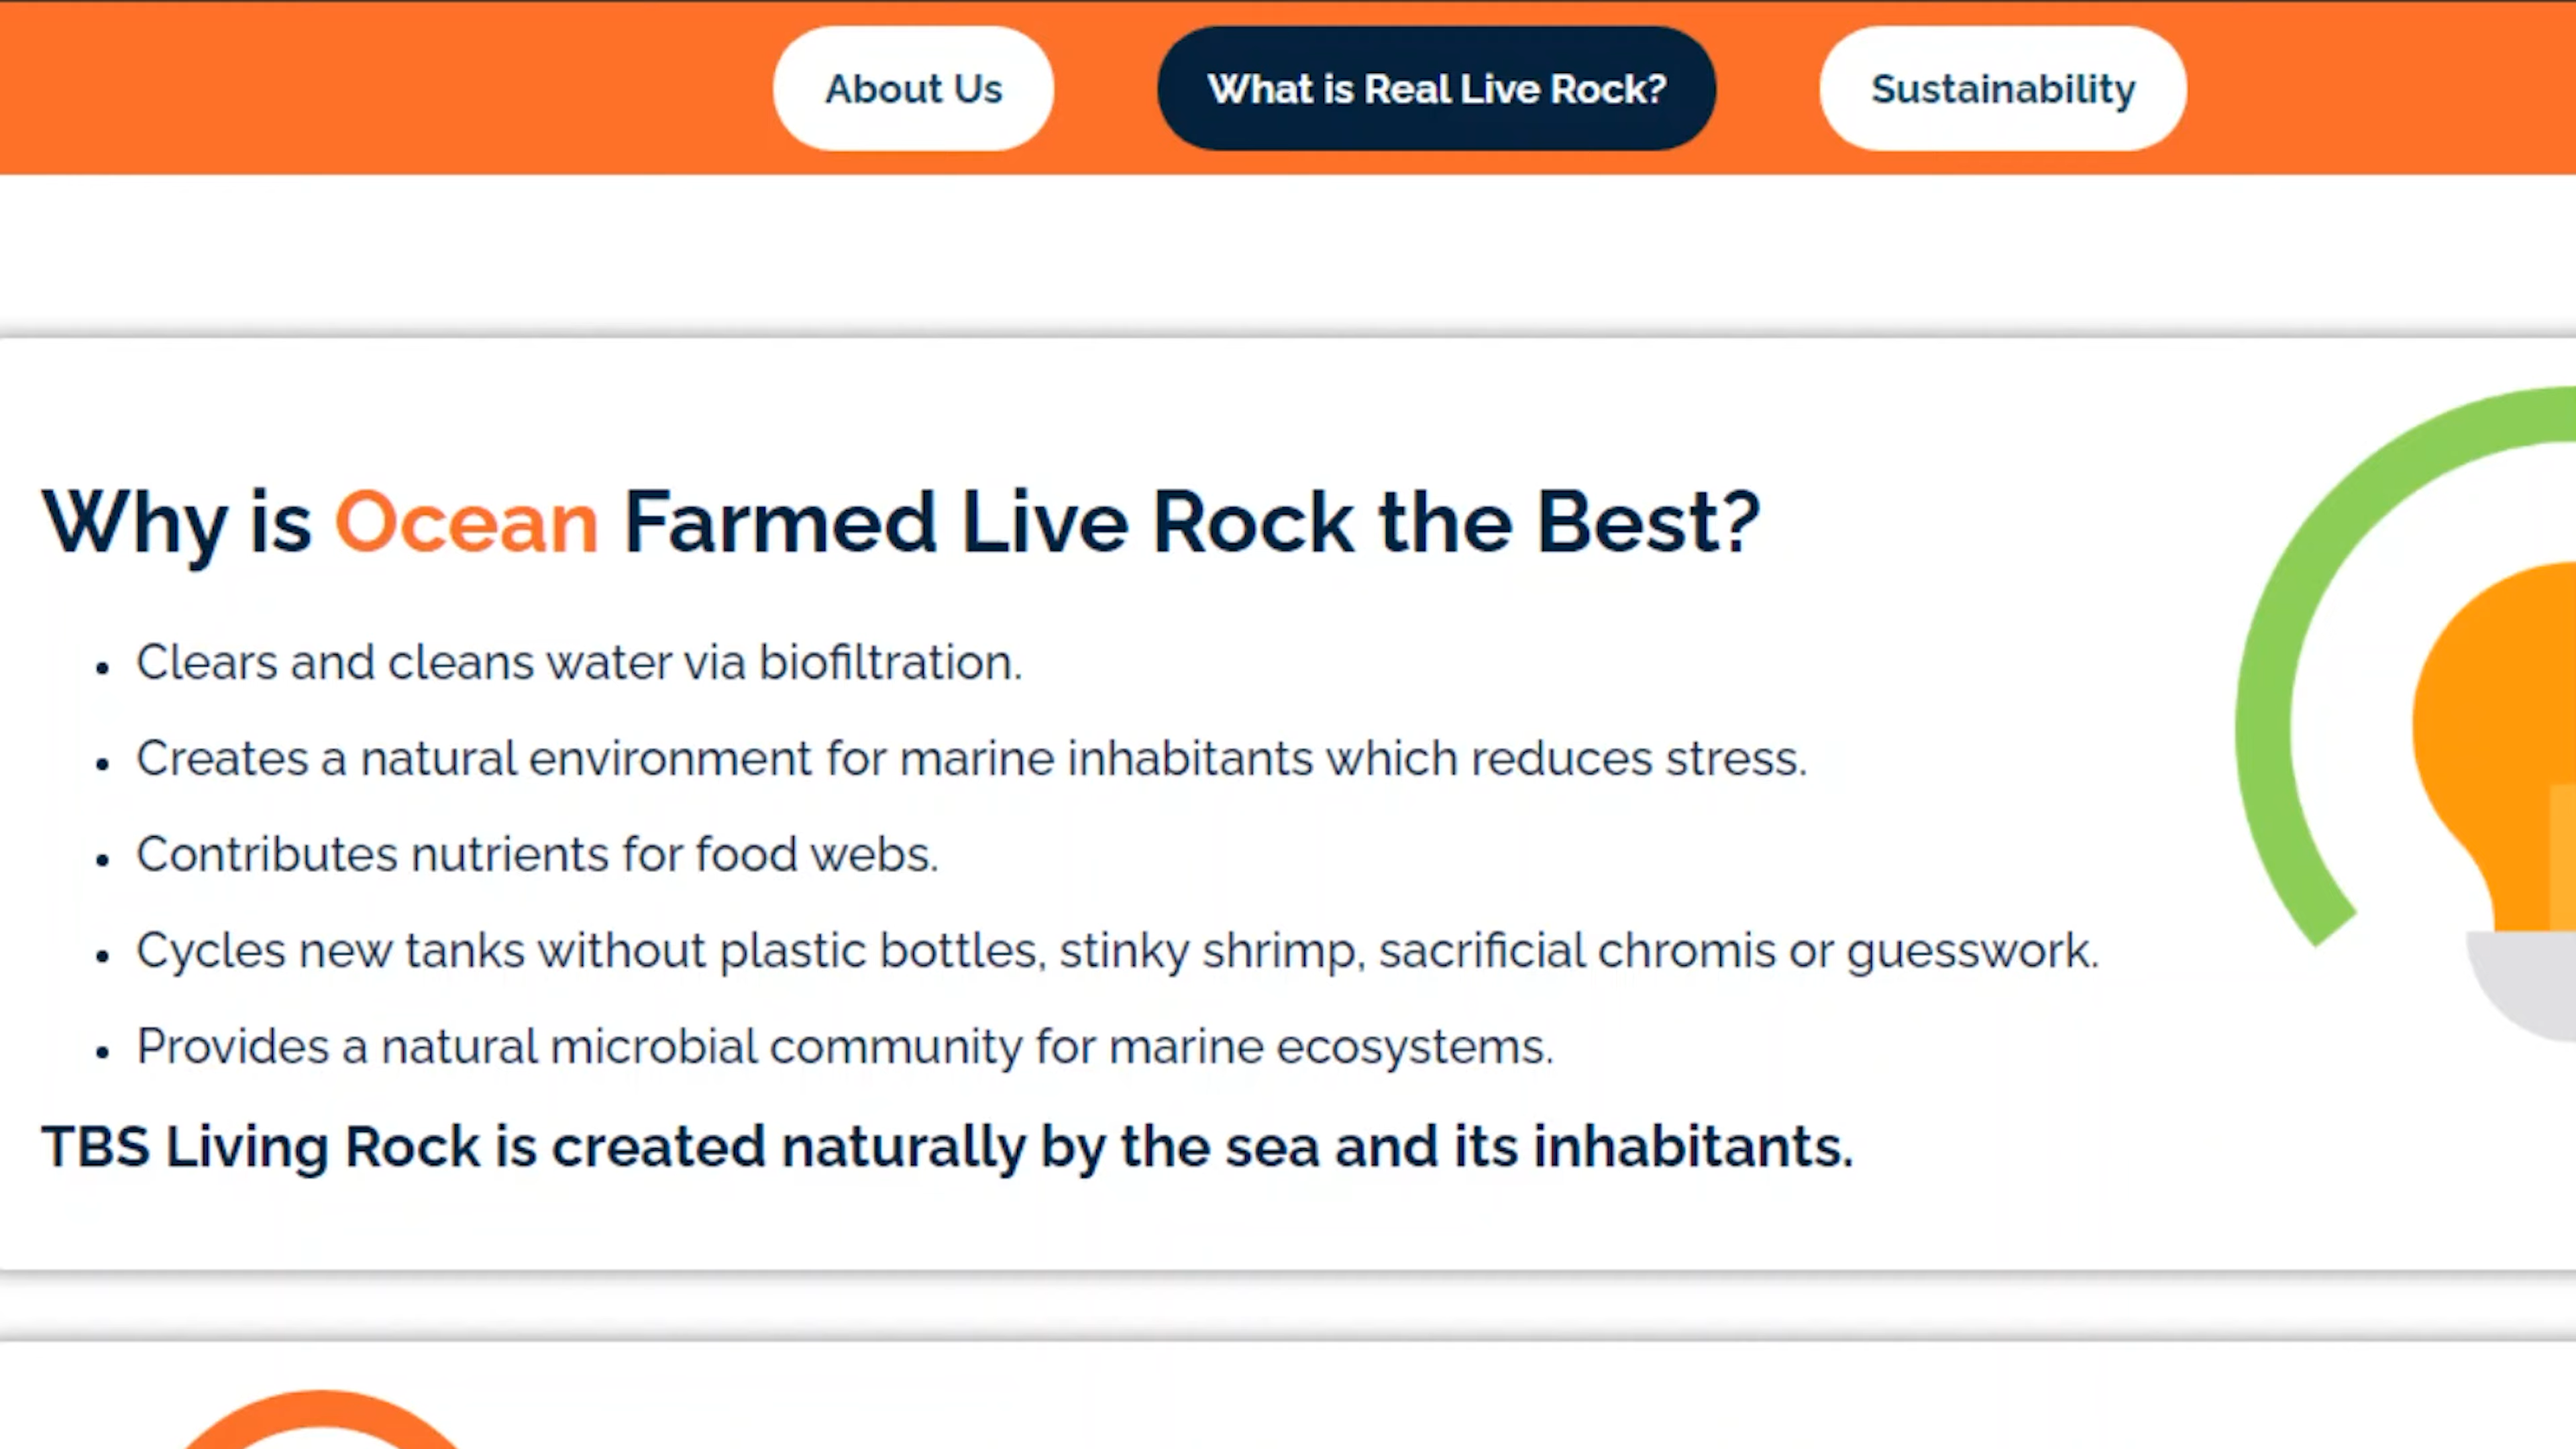 About Us
What is Real Live Rock?
Sustainability
Why is Ocean Farmed Live Rock the Best?
• Clears and cleans water via biofiltration.
• Creates a natural environment for marine inhabitants which reduces stress.
• Contributes nutrients for food webs.
• Cycles new tanks without plastic bottles, stinky shrimp, sacrificial chromis or guesswork.
• Provides a natural microbial community for marine ecosystems.
TBS Living Rock is created naturally by the sea and its inhabitants.